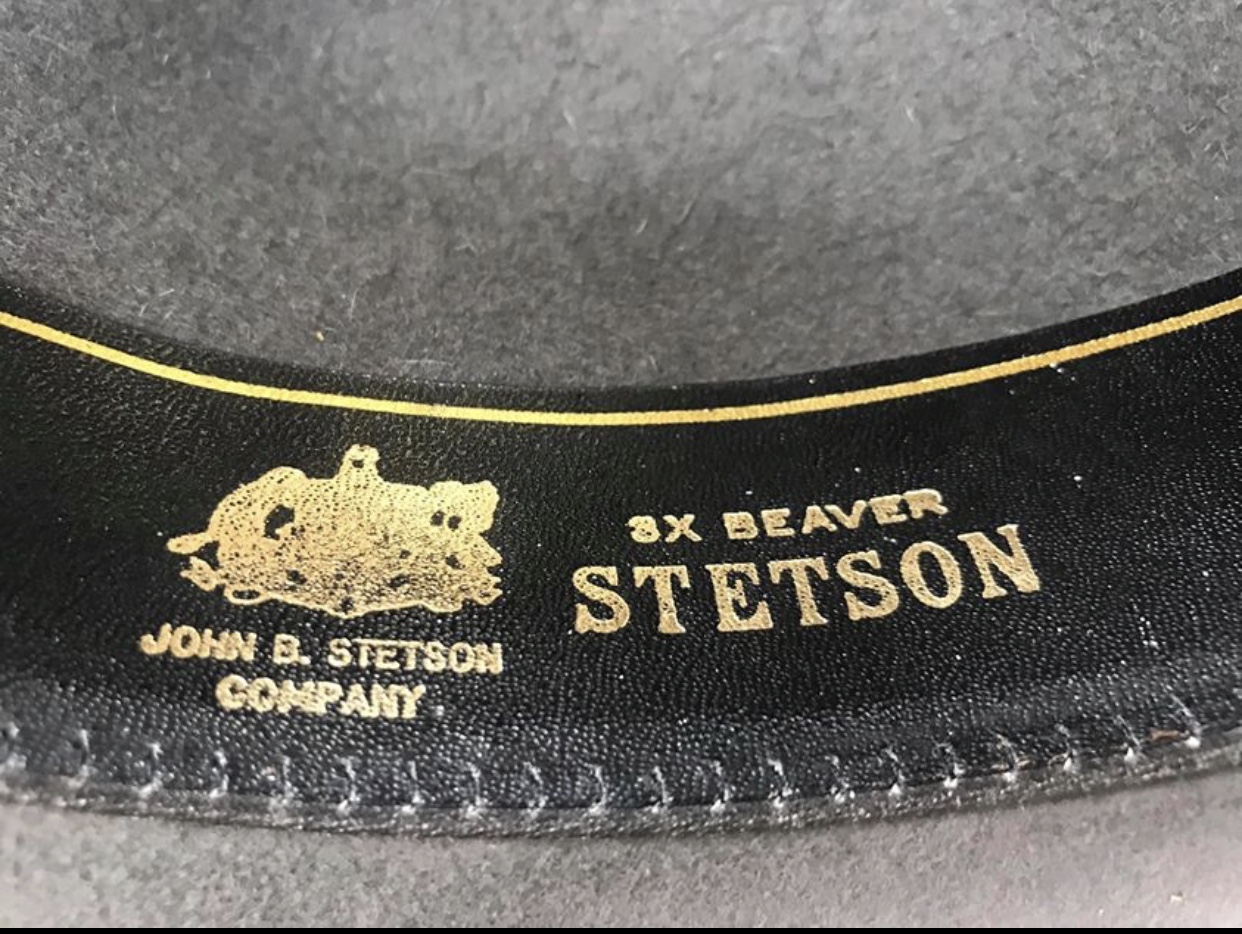 3X BEAVER
STETSON
JOHN B. STETSON
COMPANY